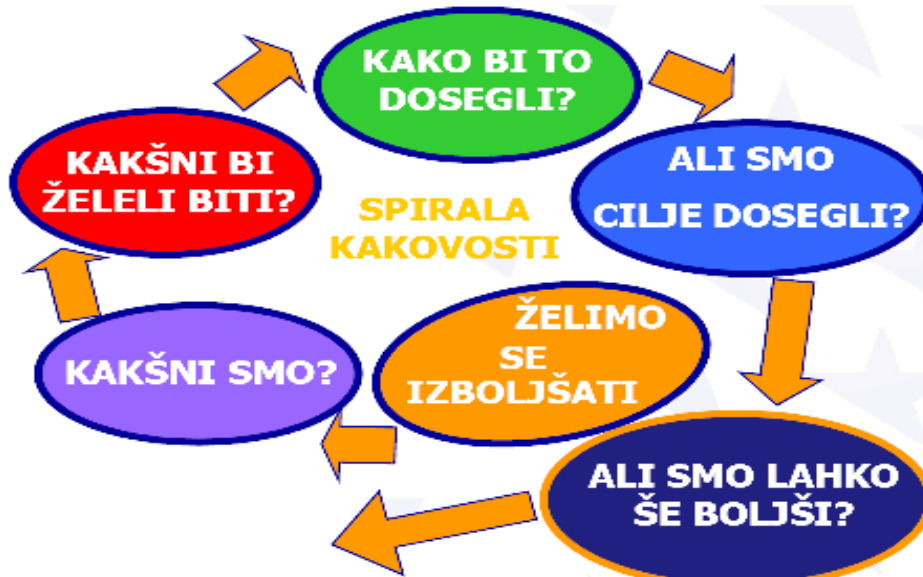 KAKO BI TO
DOSEGLI?
KAKŠNI BI
ŽELELI BITI?
ALI SMO
CILJE DOSEGLI?
SPIRALA
KAKOVOSTI
ŽELIMO
SE
IZBOLJŠATI
KAKŠNI SMO?
ALI SMO LAHKO
ŠE BOLJŠI?